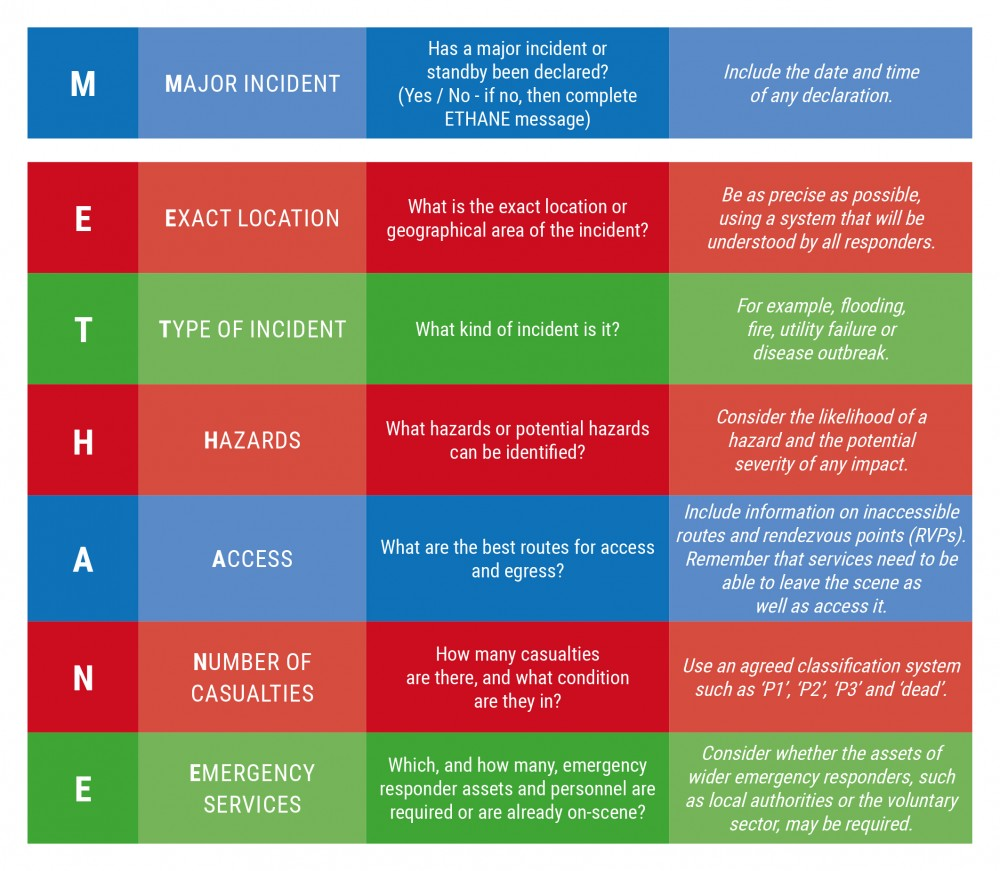 M
MAJOR INCIDENT
Has a major incident or
standby been declared?
(Yes / No - if no, then complete
ETHANE message)
Include the date and time
of any declaration.
E
EXACT LOCATION
What is the exact location or
geographical area of the incident?
Be as precise as possible,
using a system that will be
understood by all responders.
T
TYPE OF INCIDENT
What kind of incident is it?
For example, flooding,
fire, utility failure or
disease outbreak.
H
HAZARDS
What hazards or potential hazards
can be identified?
Consider the likelihood of a
hazard and the potential
severity of any impact.
A
ACCESS
What are the best routes for access
and egress?
Include information on inaccessible
routes and rendezvous points (RVPs).
Remember that services need to be
able to leave the scene as
well as access it.
N
NUMBER OF
CASUALTIES
How many casualties
are there, and what condition
are they in?
Use an agreed classification system
such as ‘P1’, ‘P2’, ‘P3’ and ‘dead’.
E
EMERGENCY
SERVICES
Which, and how many, emergency
responder assets and personnel are
required or are already on-scene?
Consider whether the assets of
wider emergency responders, such
as local authorities or the voluntary
sector, may be required.